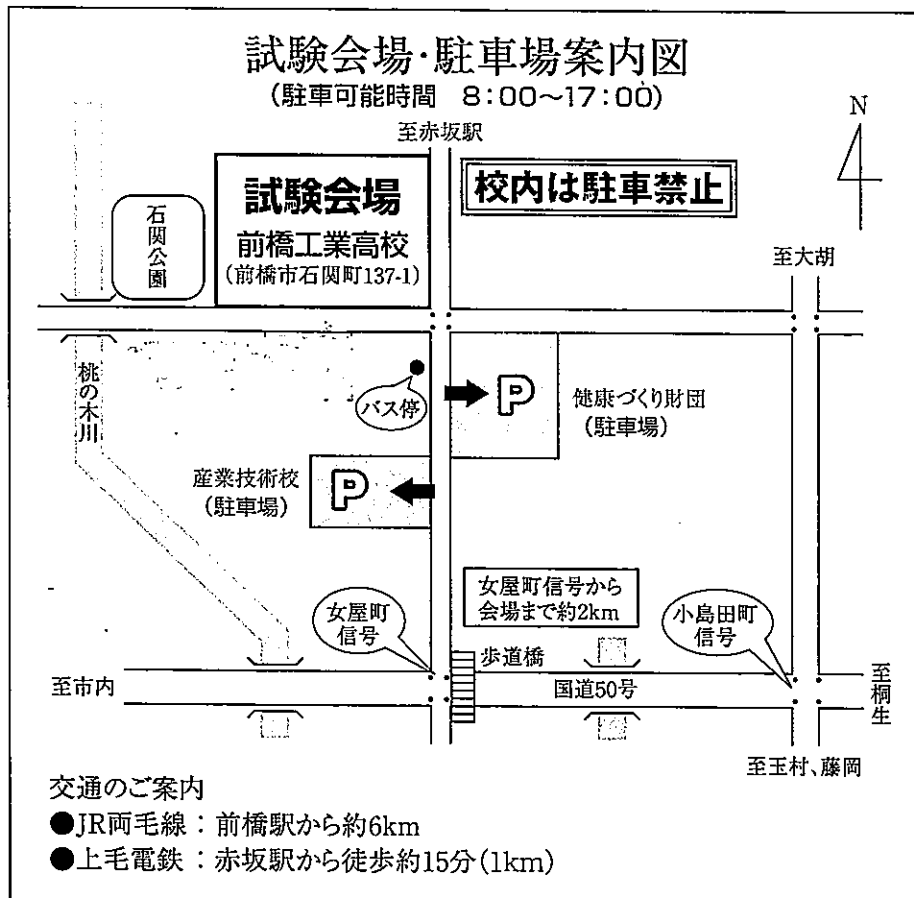 試験会場・駐車場案内図
(駐車可能時間 8:00〜17:00)
至赤坂駅
N
試験会場
前橋工業高校
(前橋市石関町137-1)
校内は駐車禁止
石関公園
至大胡
桃の木川
バス停
P
健康づくり財団
(駐車場)
産業技術校
(駐車場)
P
女屋町信号から
会場まで約2km
女屋町
信号
小島田町
信号
歩道橋
至市内
国道50号
至桐生
至玉村、藤岡
交通のご案内
●JR両毛線：前橋駅から約6km
●上毛電鉄：赤坂駅から徒歩約15分(1km)